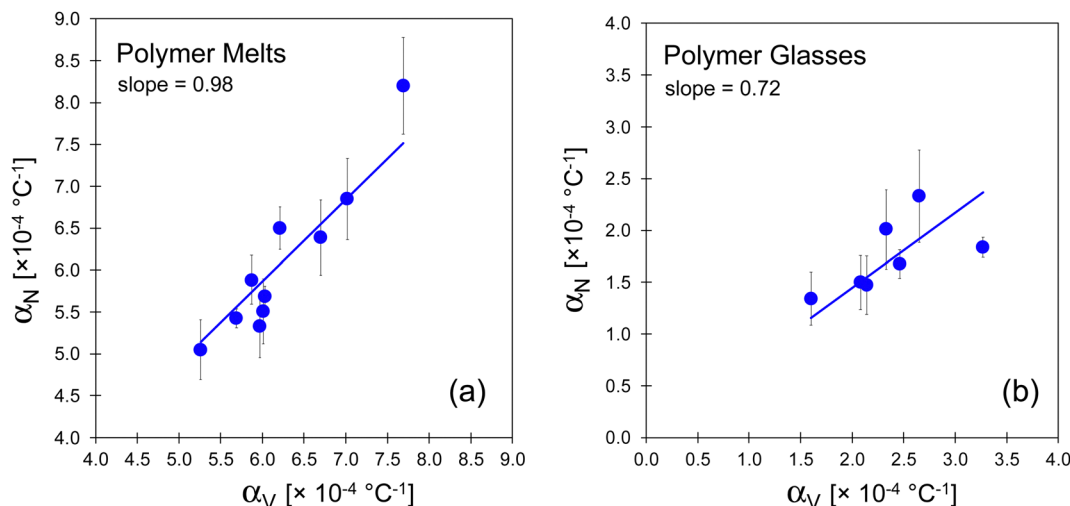 Polymer Melts
slope = 0.98
9.0
8.5
8.0
7.5
7.0
6.5
6.0
5.5
5.0
4.5
4.0
αN [×10-4 °C-1]
(a)
4.0 4.5 5.0 5.5 6.0 6.5 7.0 7.5 8.0 8.5 9.0
αV [× 10-4 °C-1]
Polymer Glasses
slope = 0.72
4.0
3.5
3.0
2.5
2.0
1.5
1.0
0.5
0.0
αN [×10-4 °C-1]
(b)
0.0 0.5 1.0 1.5 2.0 2.5 3.0 3.5 4.0
αV [× 10-4 °C-1]